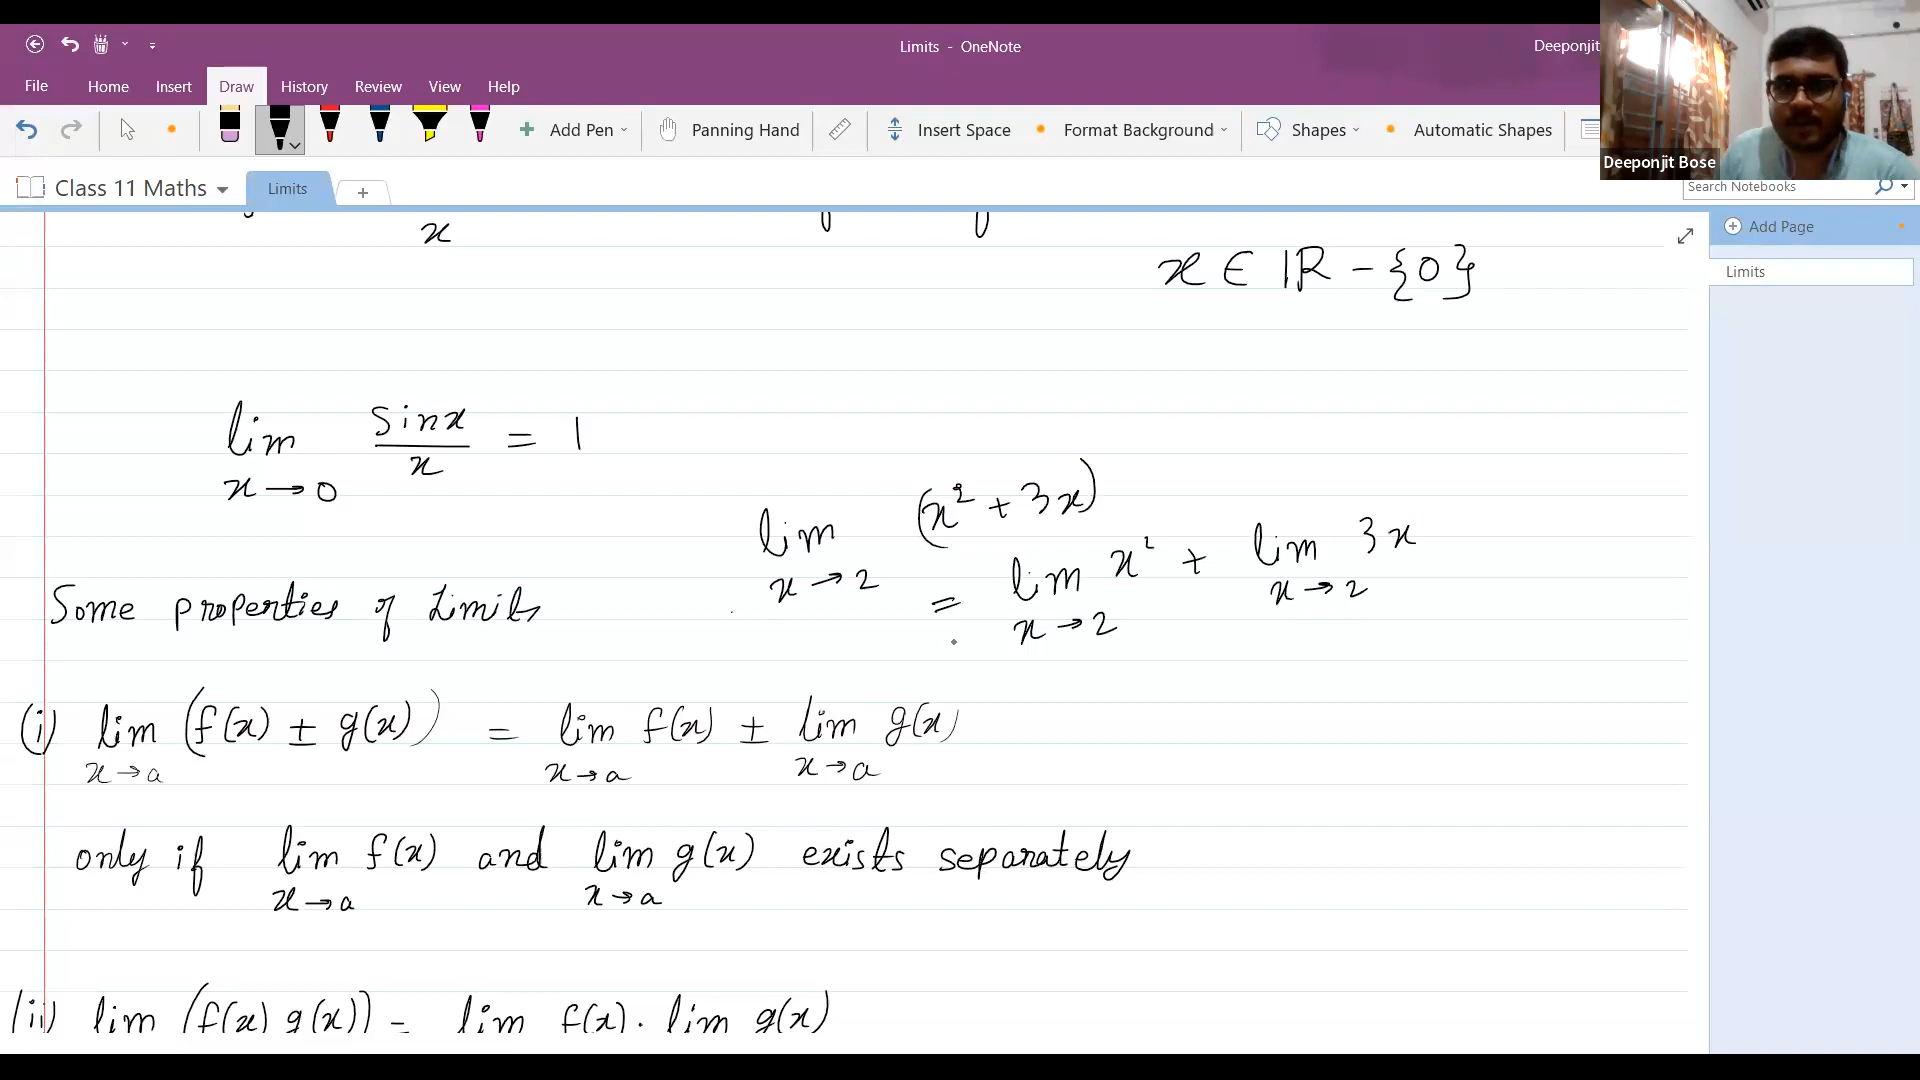 Limits - OneNote
Deeponjit
File Home Insert Draw History Review View Help
Add Pen Panning Hand Insert Space Format Background Shapes Automatic Shapes
Deeponjit Bose
Class 11 Maths Limits +
Search Notebooks
Add Page
Limits
x
x ∈ ℝ - {0}
lim sinx/x = 1
x→0
lim (x² + 3x)
x→2
= lim x² + lim 3x
x→2 x→2
Some properties of Limits
(i) lim (f(x) ± g(x)) = lim f(x) ± lim g(x)
x→a x→a x→a
only if lim f(x) and lim g(x) exists separately
x→a x→a
(ii) lim (f(x) g(x)) = lim f(x) . lim g(x)